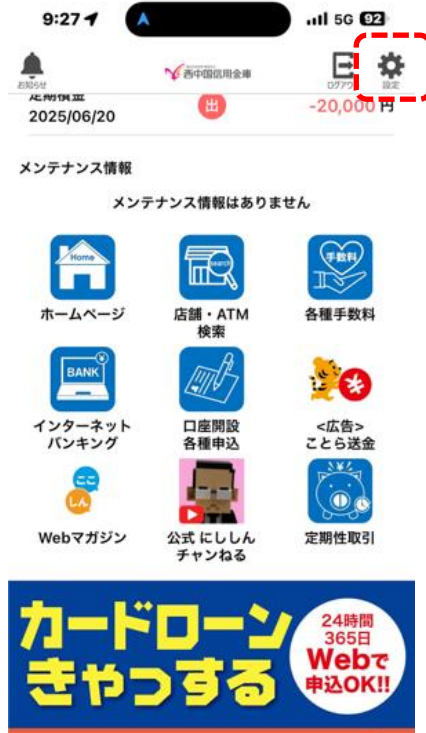 9:27
5G 92
お知らせ
西中国信用金庫
ログアウト
設定
定期積金
2025/06/20
出
-20,000 円
メンテナンス情報
メンテナンス情報はありません
Home
search
手数料
ホームページ
店舗・ATM
検索
各種手数料
BANK
インターネット
バンキング
口座開設
各種申込
<広告>
ことら送金
ここ
しん
LA
Webマガジン
公式 にししん
チャンねる
定期性取引
カードローン
きゃっする
24時間
365日
Webで
申込OK!!